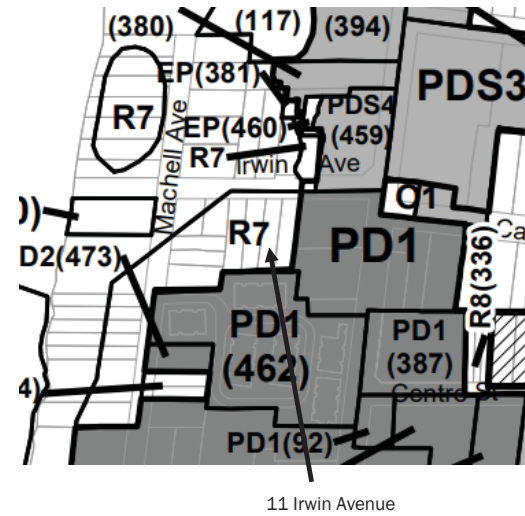 (380)
(117)
(394)
EP(381)
PDS3
R7
Machell Ave
PDS4
(459)
EP(460)
R7
Irwin Ave
O1
R7
PD1
R8(336)
D2(473)
PD1
(462)
PD1
(387)
Centre St
4)
PD1(92)
11 Irwin Avenue